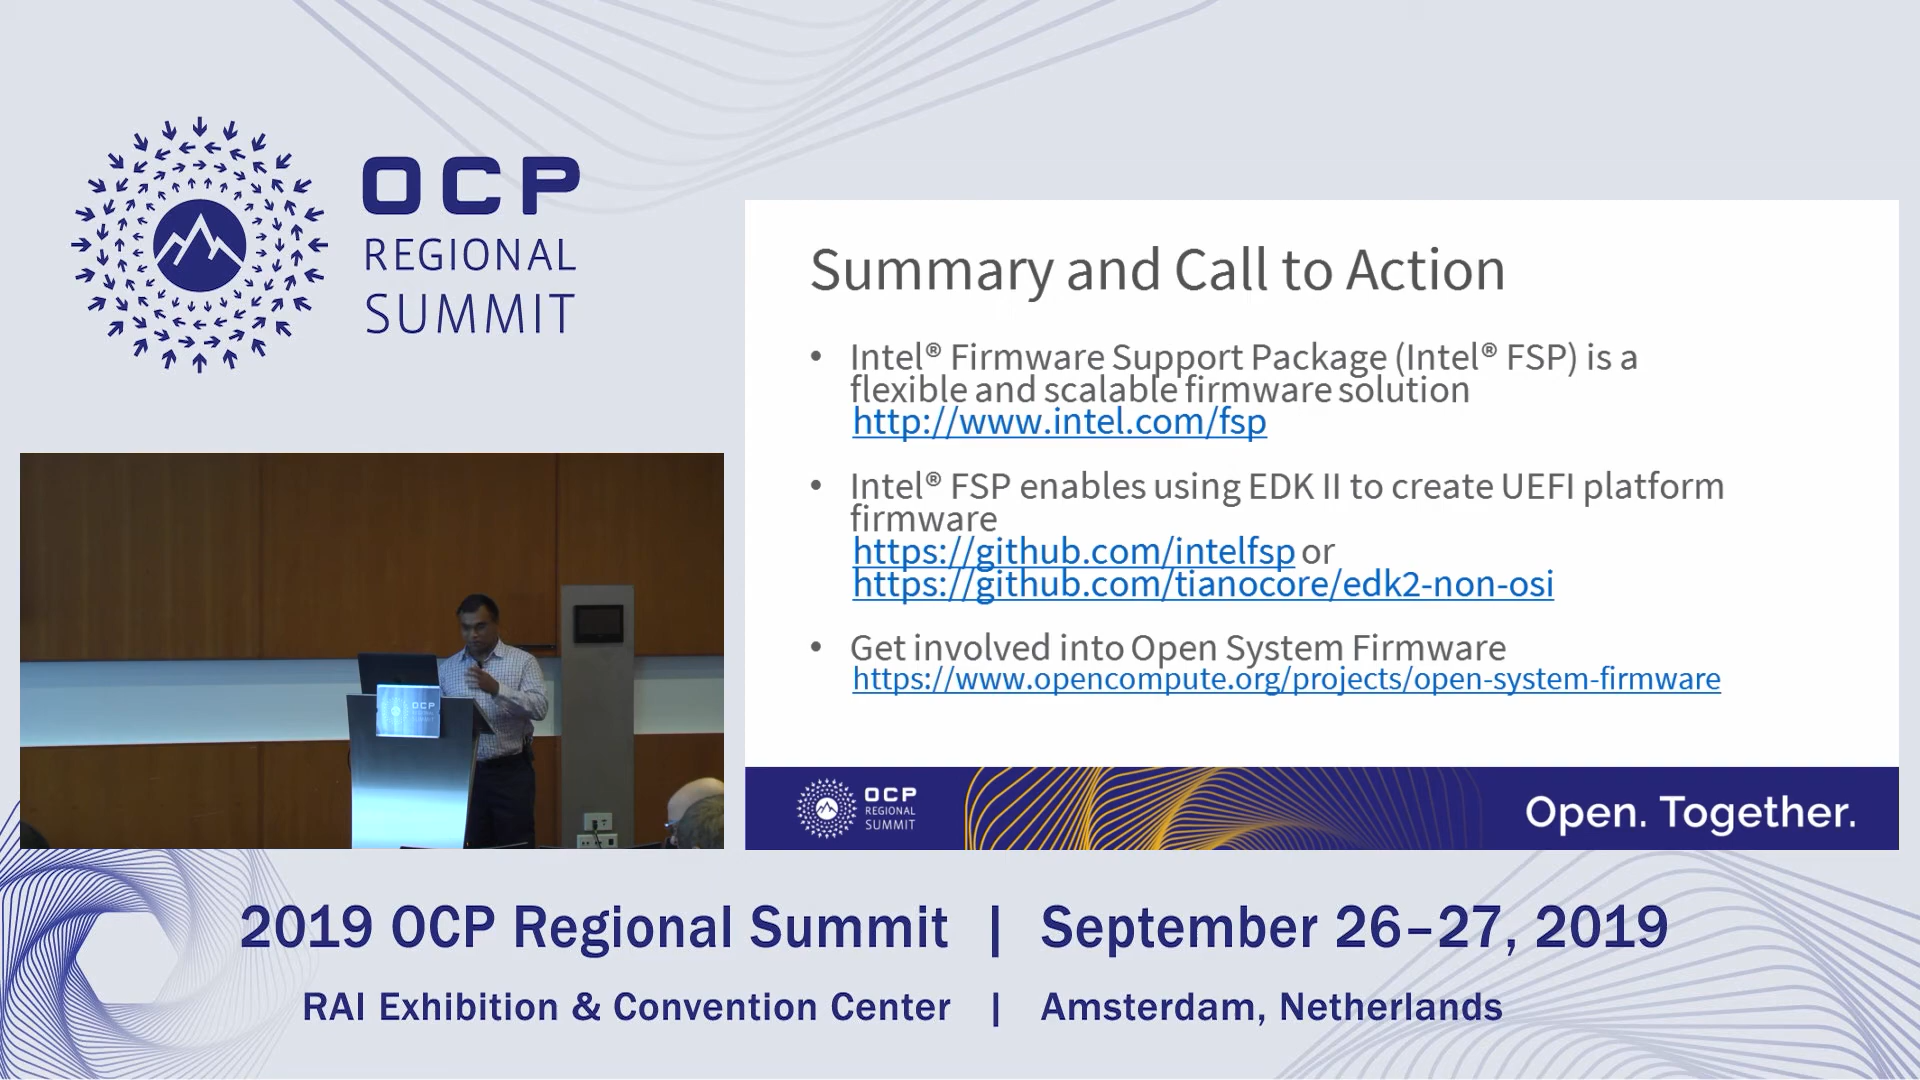 OCP
REGIONAL
SUMMIT
Summary and Call to Action
• Intel® Firmware Support Package (Intel® FSP) is a
flexible and scalable firmware solution
http://www.intel.com/fsp
• Intel® FSP enables using EDK II to create UEFI platform
firmware
https://github.com/intelfsp or
https://github.com/tianocore/edk2-non-osi
• Get involved into Open System Firmware
https://www.opencompute.org/projects/open-system-firmware
OCP
REGIONAL
SUMMIT
OCP
REGIONAL
SUMMIT
Open. Together.
2019 OCP Regional Summit | September 26–27, 2019
RAI Exhibition & Convention Center | Amsterdam, Netherlands